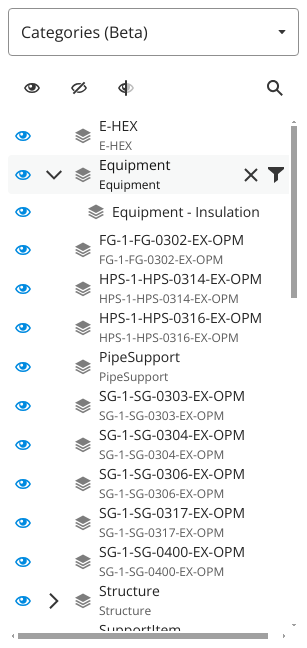 Categories (Beta)
E-HEX
E-HEX
Equipment
Equipment
Equipment - Insulation
FG-1-FG-0302-EX-OPM
FG-1-FG-0302-EX-OPM
HPS-1-HPS-0314-EX-OPM
HPS-1-HPS-0314-EX-OPM
HPS-1-HPS-0316-EX-OPM
HPS-1-HPS-0316-EX-OPM
PipeSupport
PipeSupport
SG-1-SG-0303-EX-OPM
SG-1-SG-0303-EX-OPM
SG-1-SG-0304-EX-OPM
SG-1-SG-0304-EX-OPM
SG-1-SG-0306-EX-OPM
SG-1-SG-0306-EX-OPM
SG-1-SG-0317-EX-OPM
SG-1-SG-0317-EX-OPM
SG-1-SG-0400-EX-OPM
SG-1-SG-0400-EX-OPM
Structure
Structure
SupportItem